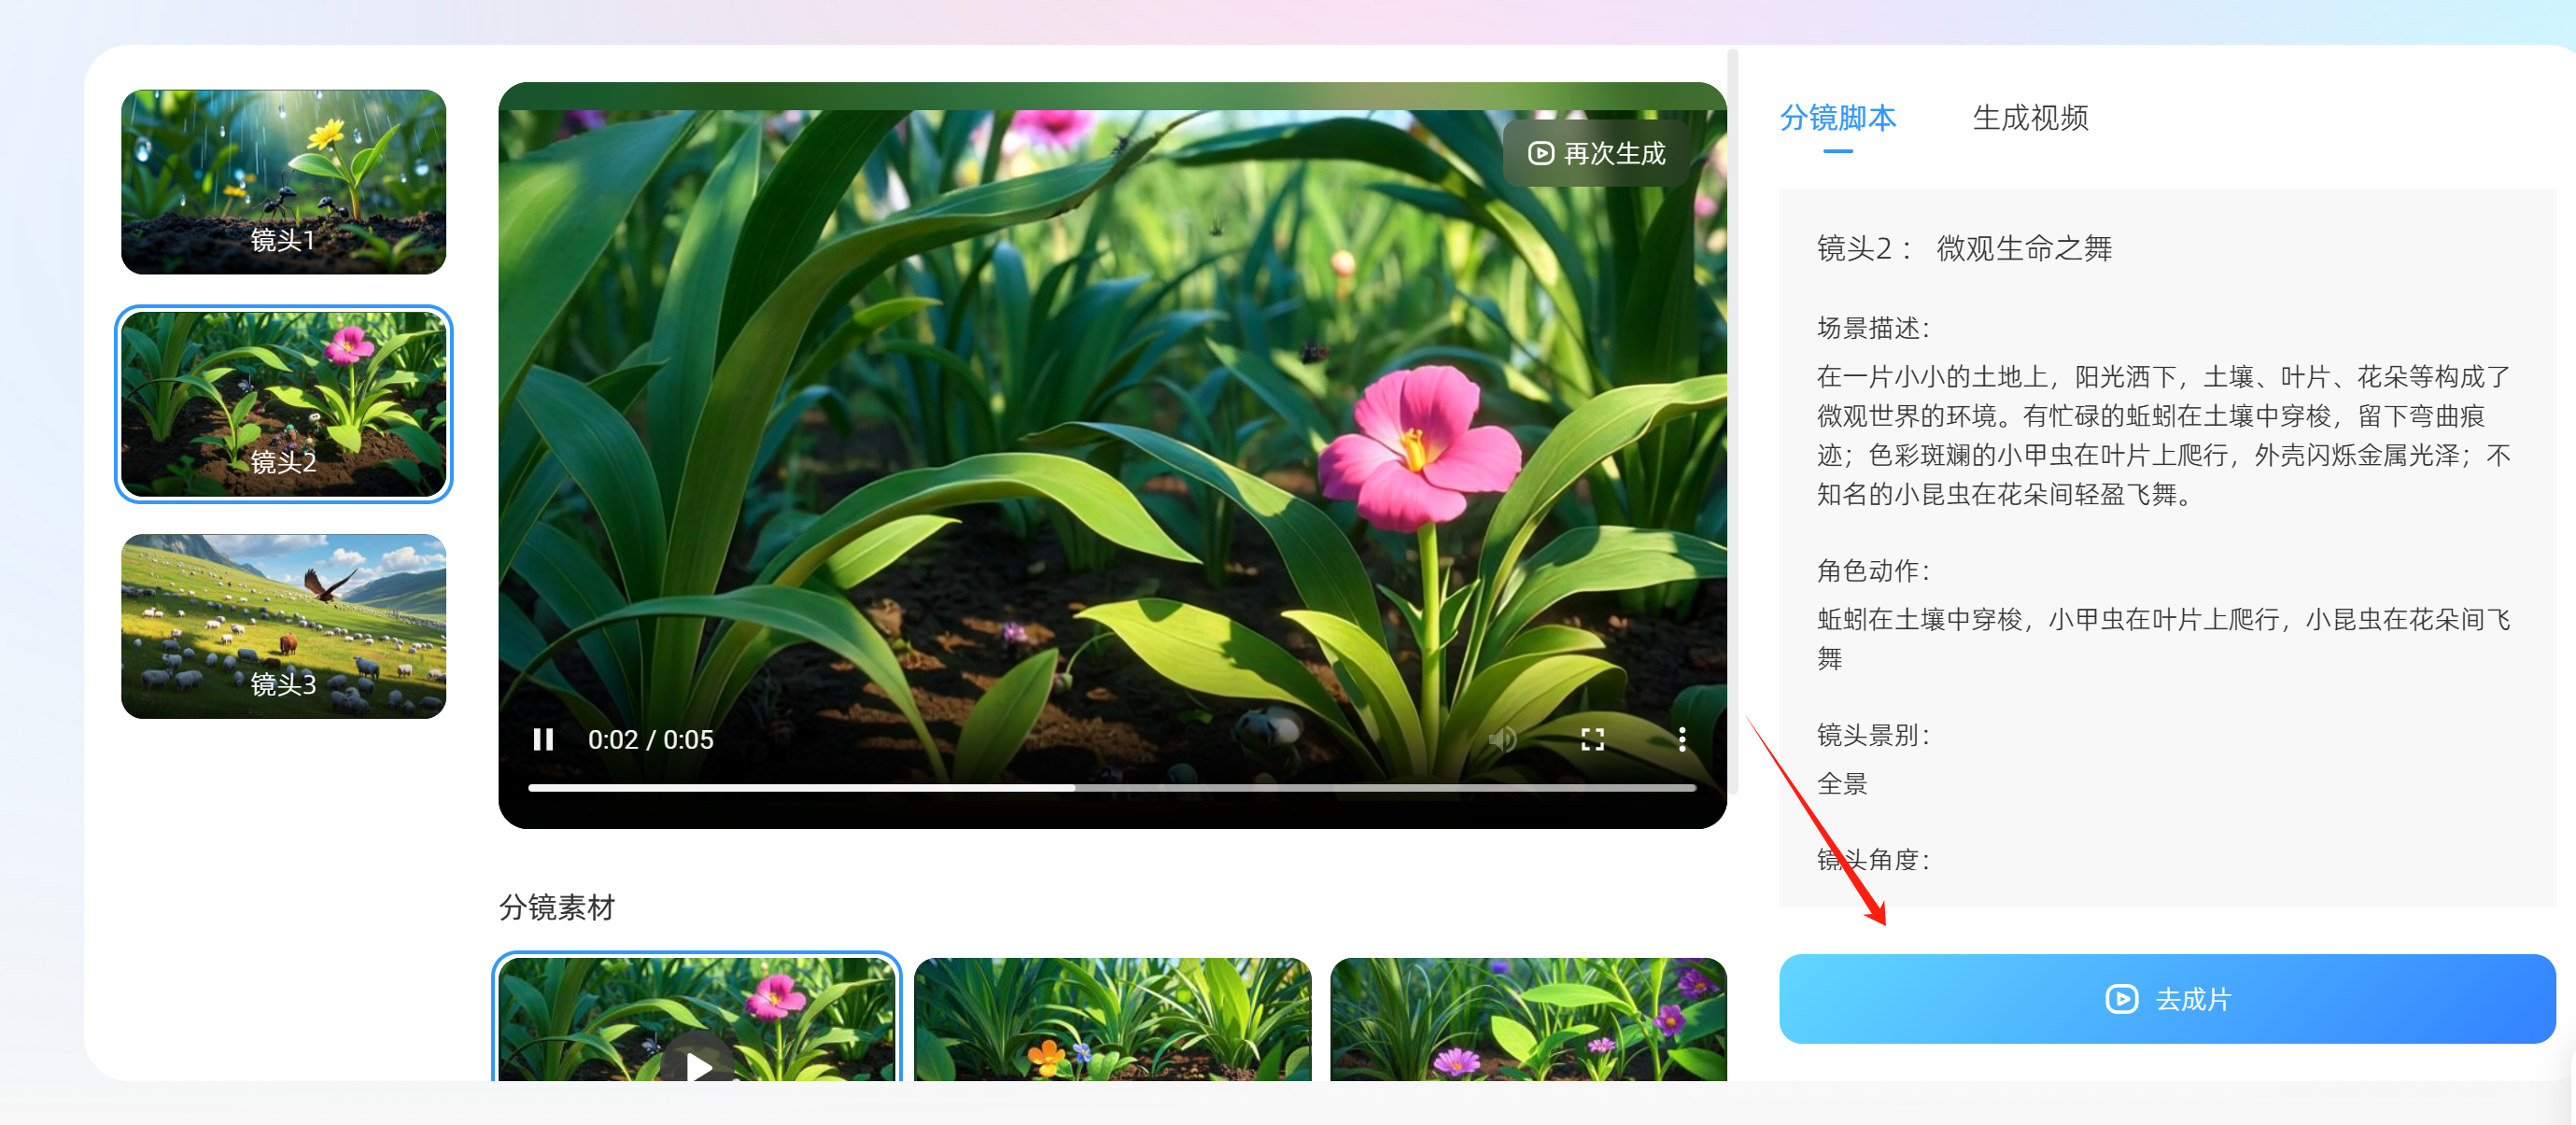 镜头1
镜头2
镜头3
再次生成
0:02 / 0:05
分镜素材
分镜脚本
生成视频
镜头2： 微观生命之舞
场景描述：
在一片小小的土地上，阳光洒下，土壤、叶片、花朵等构成了
微观世界的环境。有忙碌的蚯蚓在土壤中穿梭，留下弯曲痕
迹；色彩斑斓的小甲虫在叶片上爬行，外壳闪烁金属光泽；不
知名的小昆虫在花朵间轻盈飞舞。
角色动作：
蚯蚓在土壤中穿梭，小甲虫在叶片上爬行，小昆虫在花朵间飞
舞
镜头景别：
全景
镜头角度：
去成片